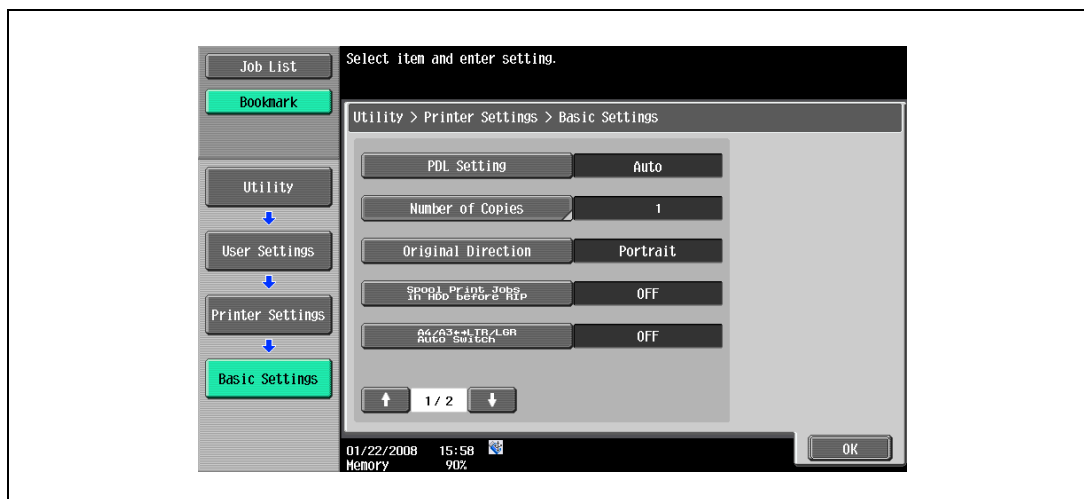 Job List
Bookmark
Select item and enter setting.
Utility > Printer Settings > Basic Settings
Utility
User Settings
Printer Settings
Basic Settings
PDL Setting Auto
Number of Copies 1
Original Direction Portrait
Spool Print Jobs
in HDD before RIP
OFF
A4/A3↔LTR/LGR
Auto Switch
OFF
↑ 1/ 2 ↓
01/22/2008 15:58
Memory 90%
OK